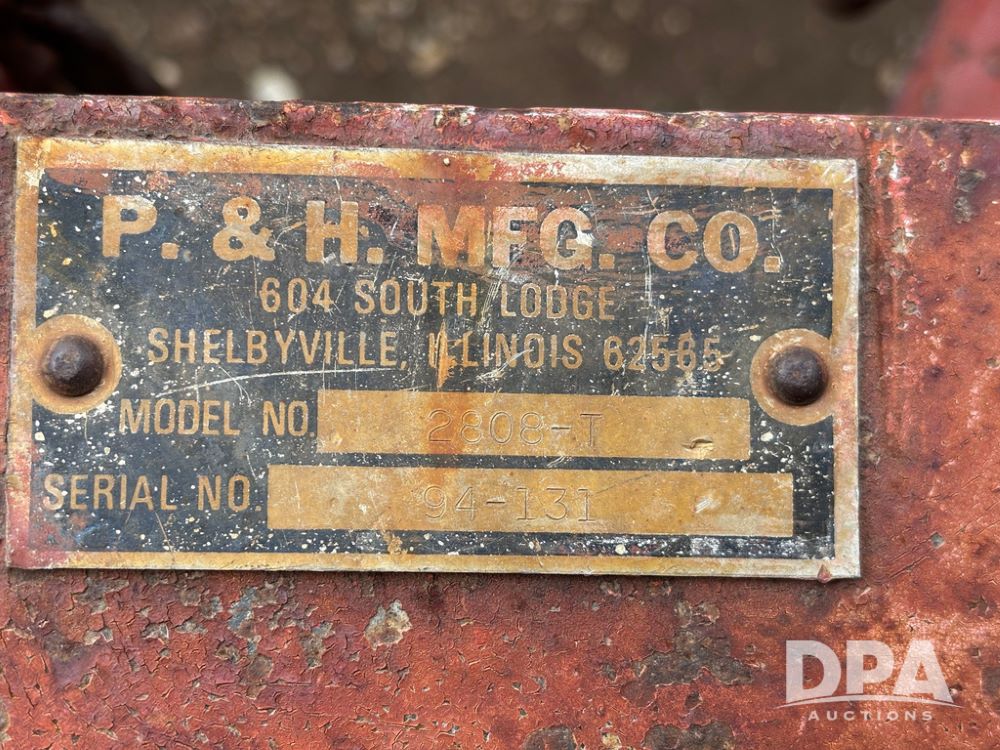 P. & H. MFG. CO.
604 SOUTH LODGE
SHELBYVILLE, ILLINOIS 62565
MODEL NO. 2808-T
SERIAL NO. 94-131
DPA
AUCTIONS